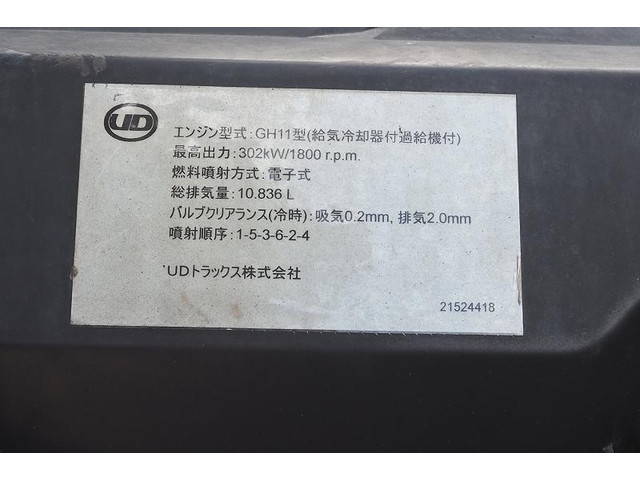 UD
エンジン型式:GH11型(給気冷却器付過給機付)
最高出力:302kW/1800 r.p.m.
燃料噴射方式:電子式
総排気量:10.836 L
バルブクリアランス(冷時):吸気0.2mm, 排気2.0mm
噴射順序:1-5-3-6-2-4
UDトラックス株式会社
21524418